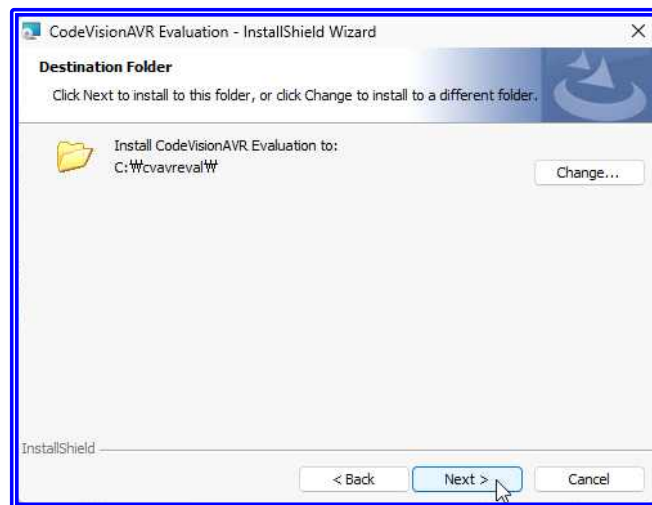 CodeVisionAVR Evaluation - InstallShield Wizard
Destination Folder
Click Next to install to this folder, or click Change to install to a different folder.
Install CodeVisionAVR Evaluation to:
C:₩cvavreval₩
Change...
InstallShield
< Back
Next >
Cancel